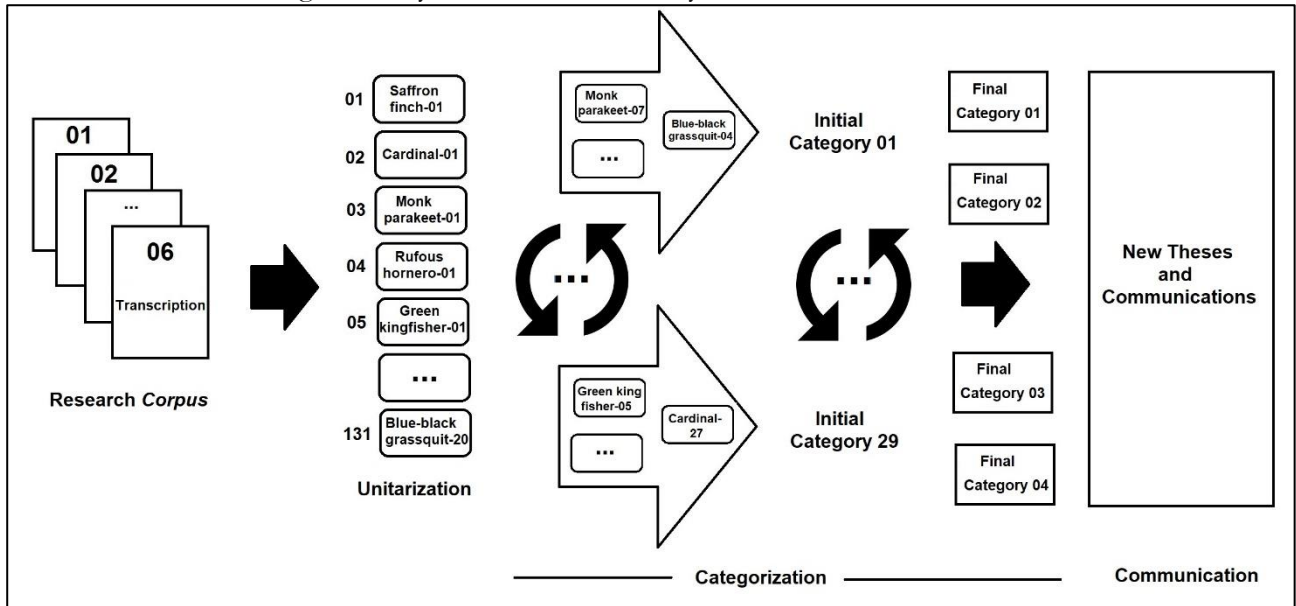 01
02
...
06
Transcription
Research Corpus
01
Saffron
finch-01
02
Cardinal-01
03
Monk
parakeet-01
04
Rufous
hornero-01
05
Green
kingfisher-01
...
131
Blue-black
grassquit-20
Unitarization
...
Monk
parakeet-07
Blue-black
grassquit-04
...
Green king
fisher-05
Cardinal-
27
...
Initial
Category 01
...
Initial
Category 29
Final
Category 01
Final
Category 02
Final
Category 03
Final
Category 04
New Theses
and
Communications
Categorization
Communication